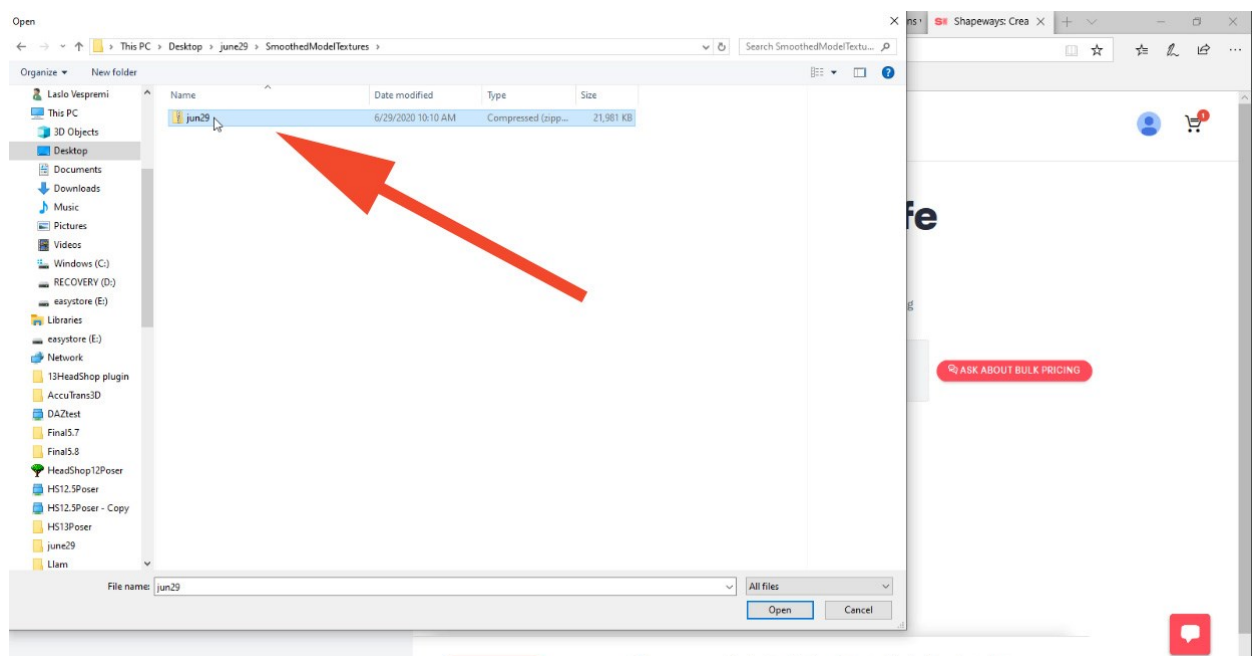 Open
ns
Shapeways: Crea
This PC > Desktop > june29 > SmoothedModelTextures >
Search SmoothedModelTextu...
Organize
New folder
Laslo Vespremi
This PC
3D Objects
Desktop
Documents
Downloads
Music
Pictures
Videos
Windows (C:)
RECOVERY (D:)
easystore (E:)
Libraries
easystore (E:)
Network
13HeadShop plugin
AccuTrans3D
DAZtest
Final5.7
Final5.8
HeadShop12Poser
HS12.5Poser
HS12.5Poser - Copy
HS13Poser
june29
Llam
Name
Date modified
Type
Size
jun29
6/29/2020 10:10 AM
Compressed (zipp...
21,981 KB
1
fe
g
ASK ABOUT BULK PRICING
File name:
jun29
All files
Open
Cancel